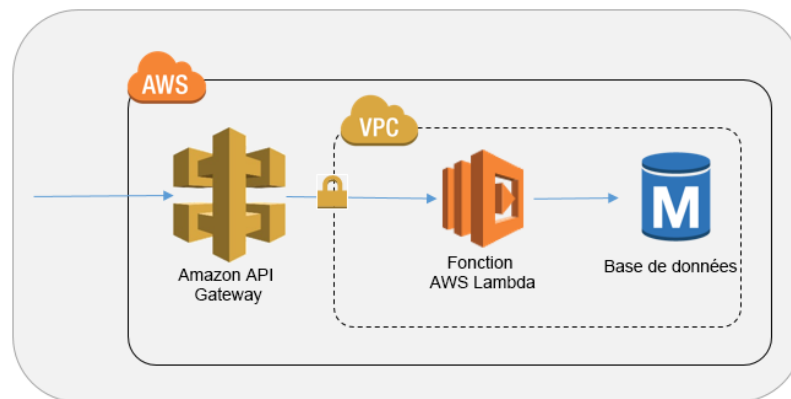 AWS
VPC
Amazon API
Gateway
Fonction
AWS Lambda
M
Base de données